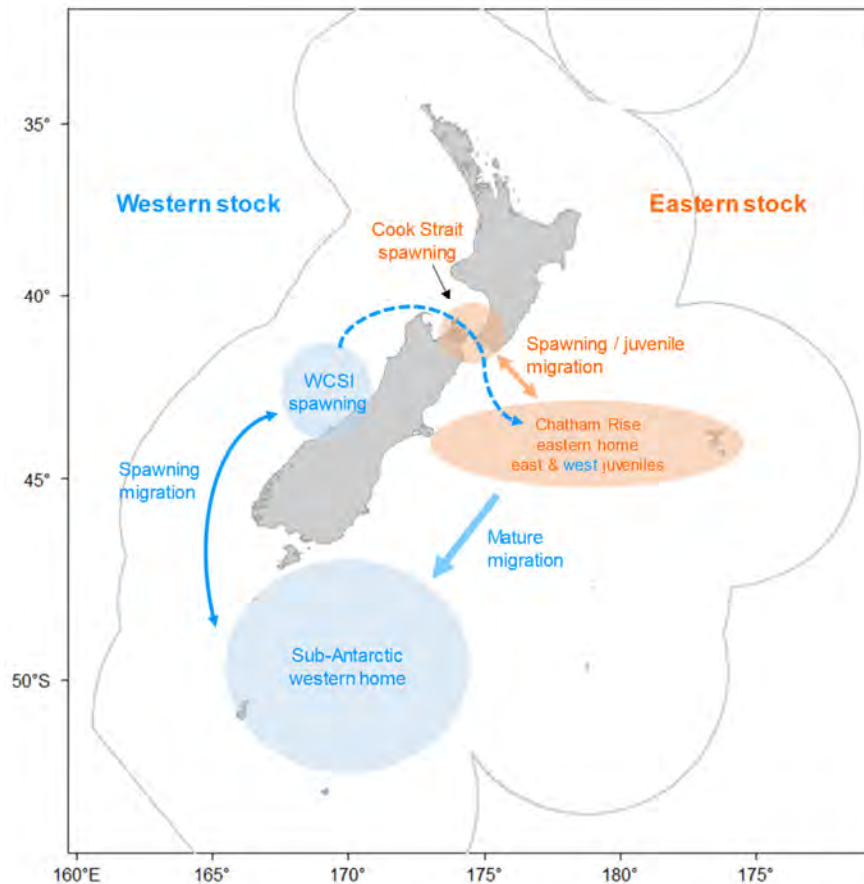 35°
Western stock
Eastern stock
Cook Strait
spawning
40°
Spawning / juvenile
migration
WCSI
spawning
Chatham Rise
eastern home
east & west juveniles
45°
Spawning
migration
Mature
migration
Sub-Antarctic
western home
50°S
160°E
165°
170°
175°
180°
175°